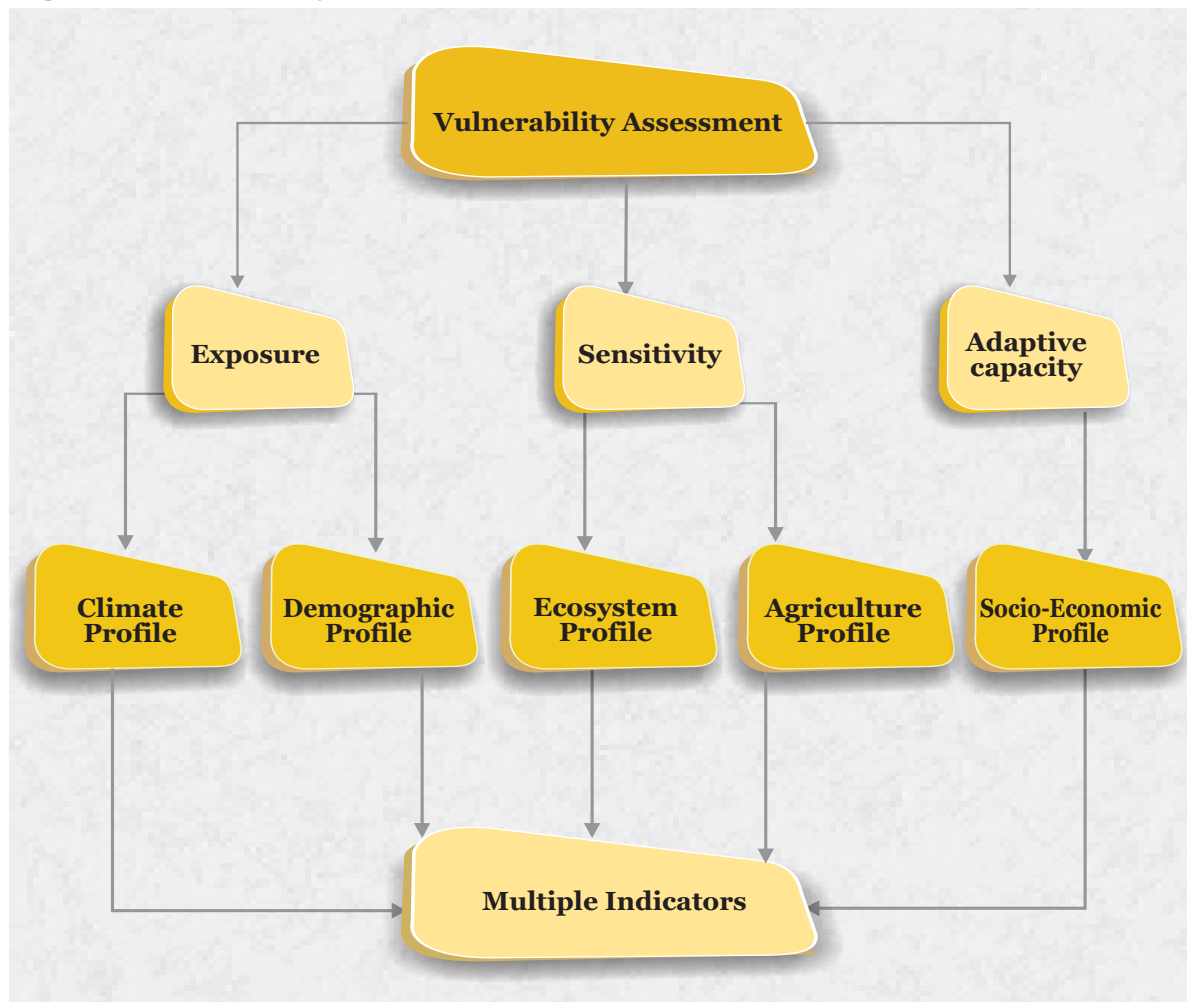 Vulnerability Assessment
Exposure
Sensitivity
Adaptive
capacity
Climate
Profile
Demographic
Profile
Ecosystem
Profile
Agriculture
Profile
Socio-Economic
Profile
Multiple Indicators